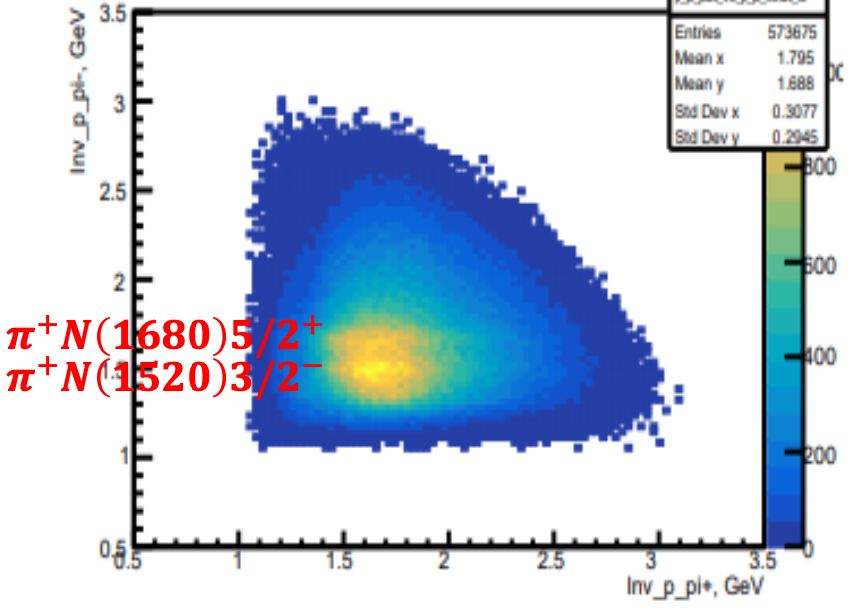 3.5
Entries 573675
Mean x 1.795
Mean y 1.688
Std Dev x 0.3077
Std Dev y 0.2945
Inv_p_pi-, GeV
3
2.5
2
1
0.5
800
600
400
200
0
π⁺N(1680)5/2⁺
π⁺N(1520)3/2⁻
0.5 1 1.5 2 2.5 3 3.5
Inv_p_pi+, GeV